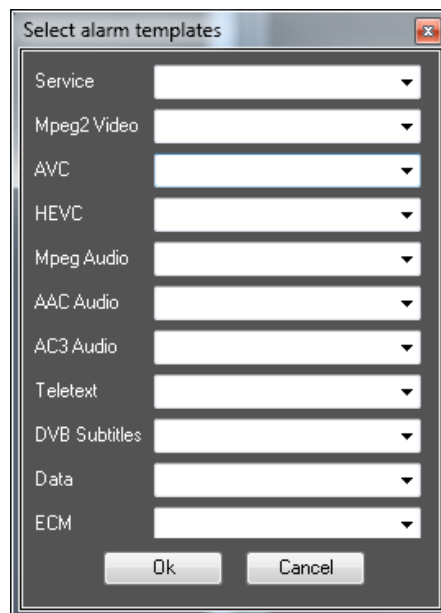 Select alarm templates
Service
Mpeg2 Video
AVC
HEVC
Mpeg Audio
AAC Audio
AC3 Audio
Teletext
DVB Subtitles
Data
ECM
Ok Cancel